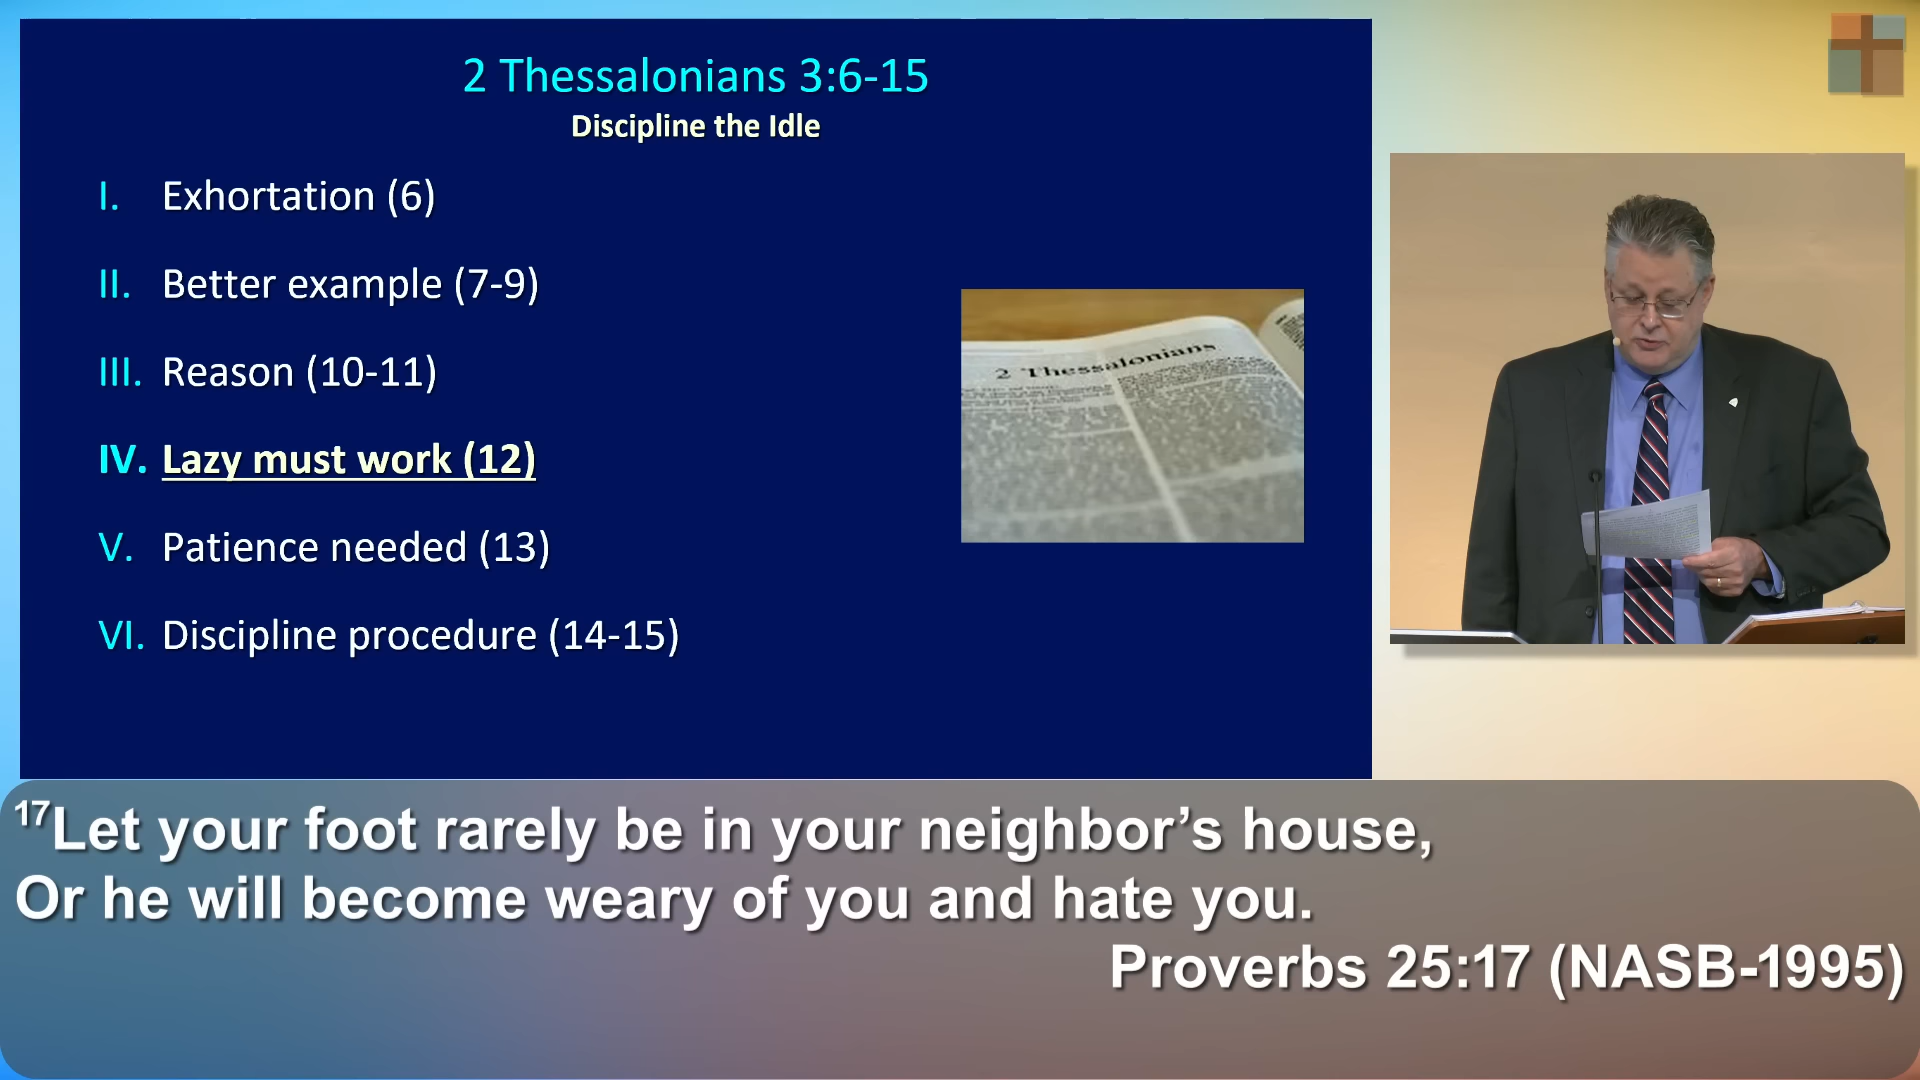 2 Thessalonians 3:6-15
Discipline the Idle
I. Exhortation (6)
II. Better example (7-9)
III. Reason (10-11)
IV. Lazy must work (12)
V. Patience needed (13)
VI. Discipline procedure (14-15)
2 Thessalonians
17Let your foot rarely be in your neighbor’s house,
Or he will become weary of you and hate you.
Proverbs 25:17 (NASB-1995)